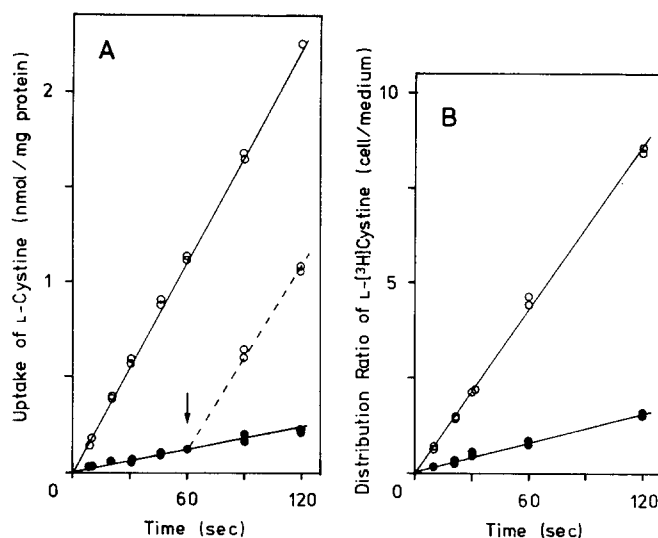 A
Uptake of L-Cystine (nmol/mg protein)
2
1
0
0 60 120
Time (sec)
B
Distribution Ratio of L-[³H]Cystine (cell/medium)
10
5
0
0 60 120
Time (sec)